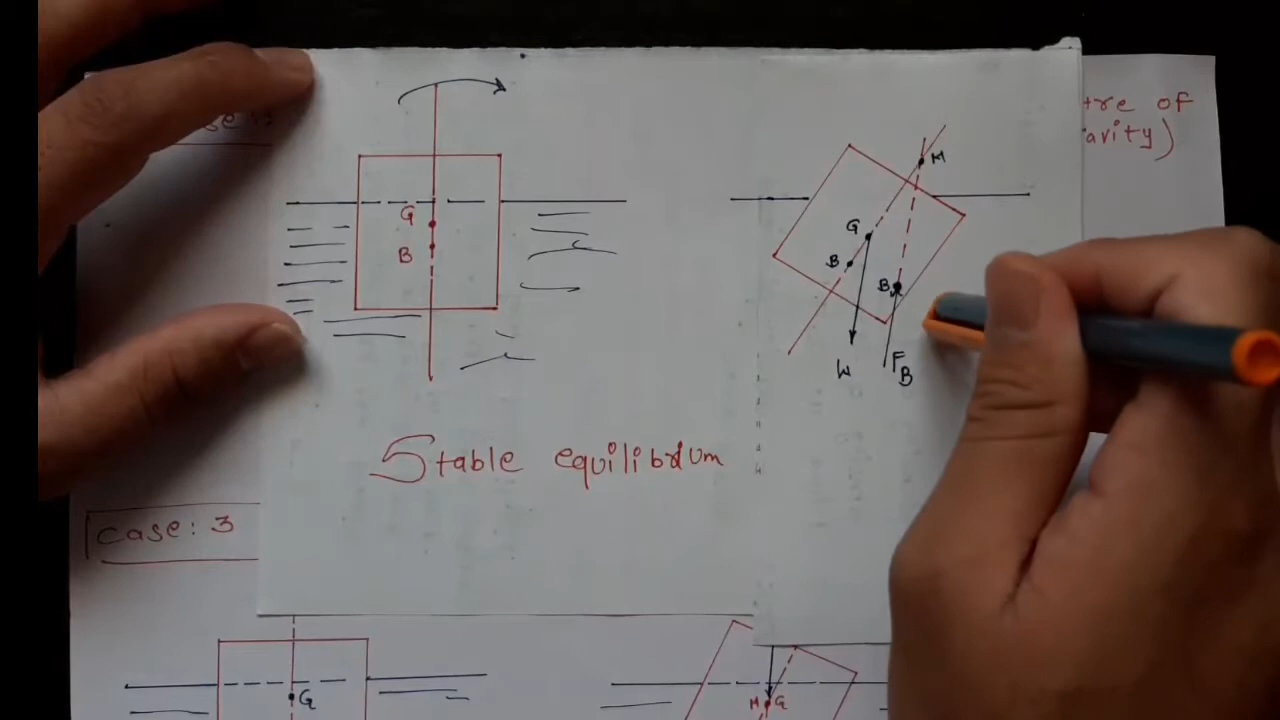 tre of
avity)
G
B
M
G
B
B
W
FB
Stable equilibrium
Case: 3
G
M G